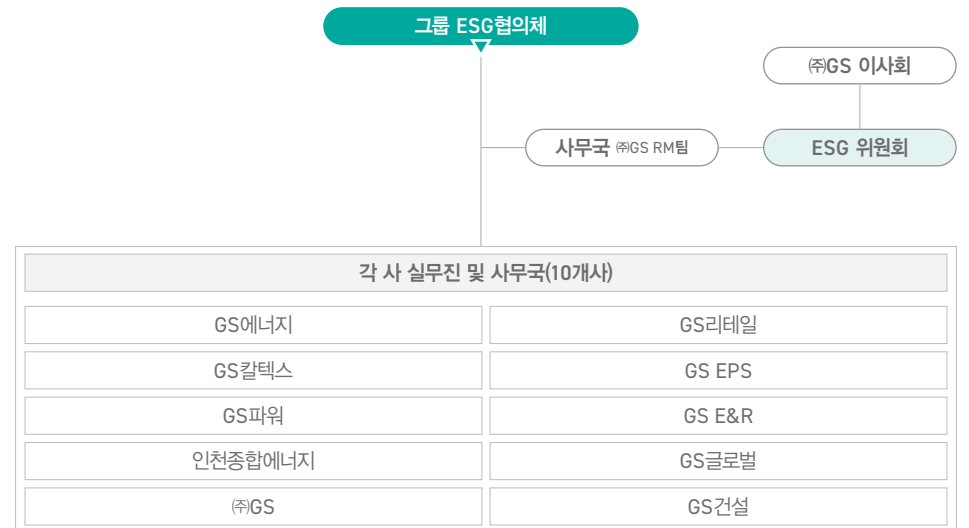 그룹 ESG협의체
㈜GS 이사회
사무국 ㈜GS RM팀
ESG 위원회
각 사 실무진 및 사무국(10개사)
GS에너지
GS리테일
GS칼텍스
GS EPS
GS파워
GS E&R
인천종합에너지
GS글로벌
㈜GS
GS건설